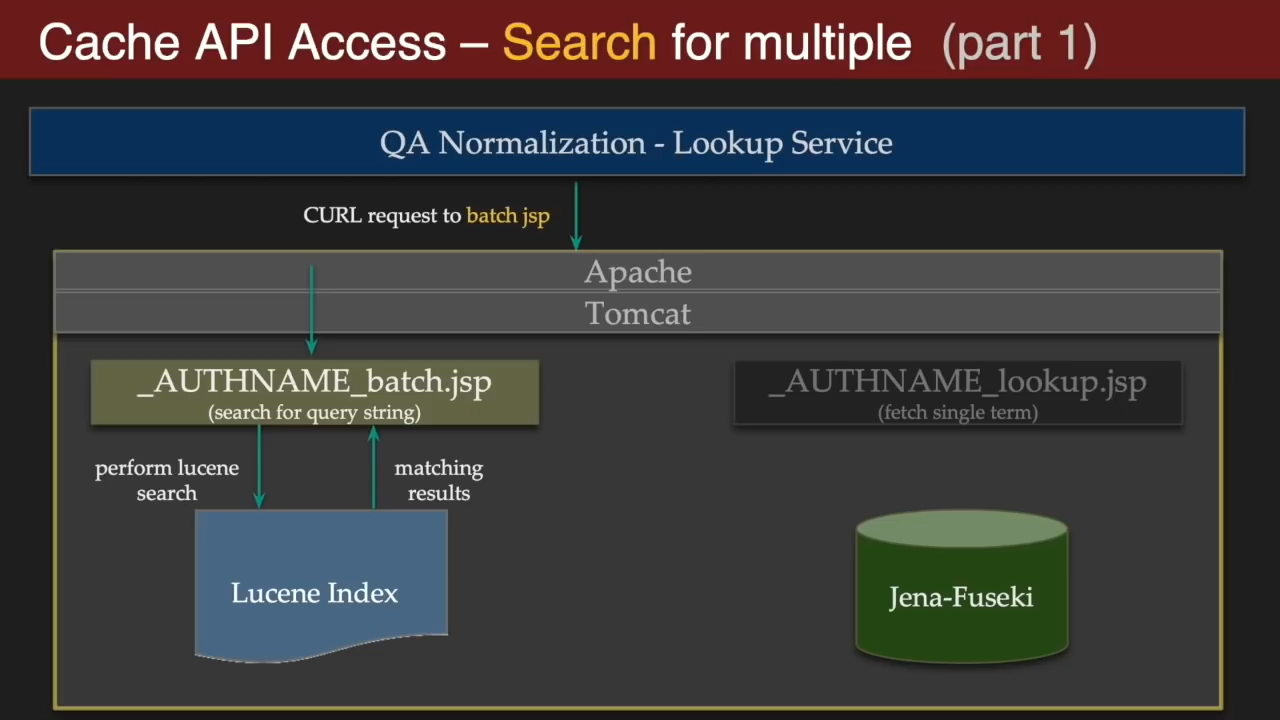 Cache API Access – Search for multiple (part 1)
QA Normalization - Lookup Service
CURL request to batch jsp
Apache
Tomcat
_AUTHNAME_batch.jsp
(search for query string)
_AUTHNAME_lookup.jsp
(fetch single term)
perform lucene
search
matching
results
Lucene Index
Jena-Fuseki